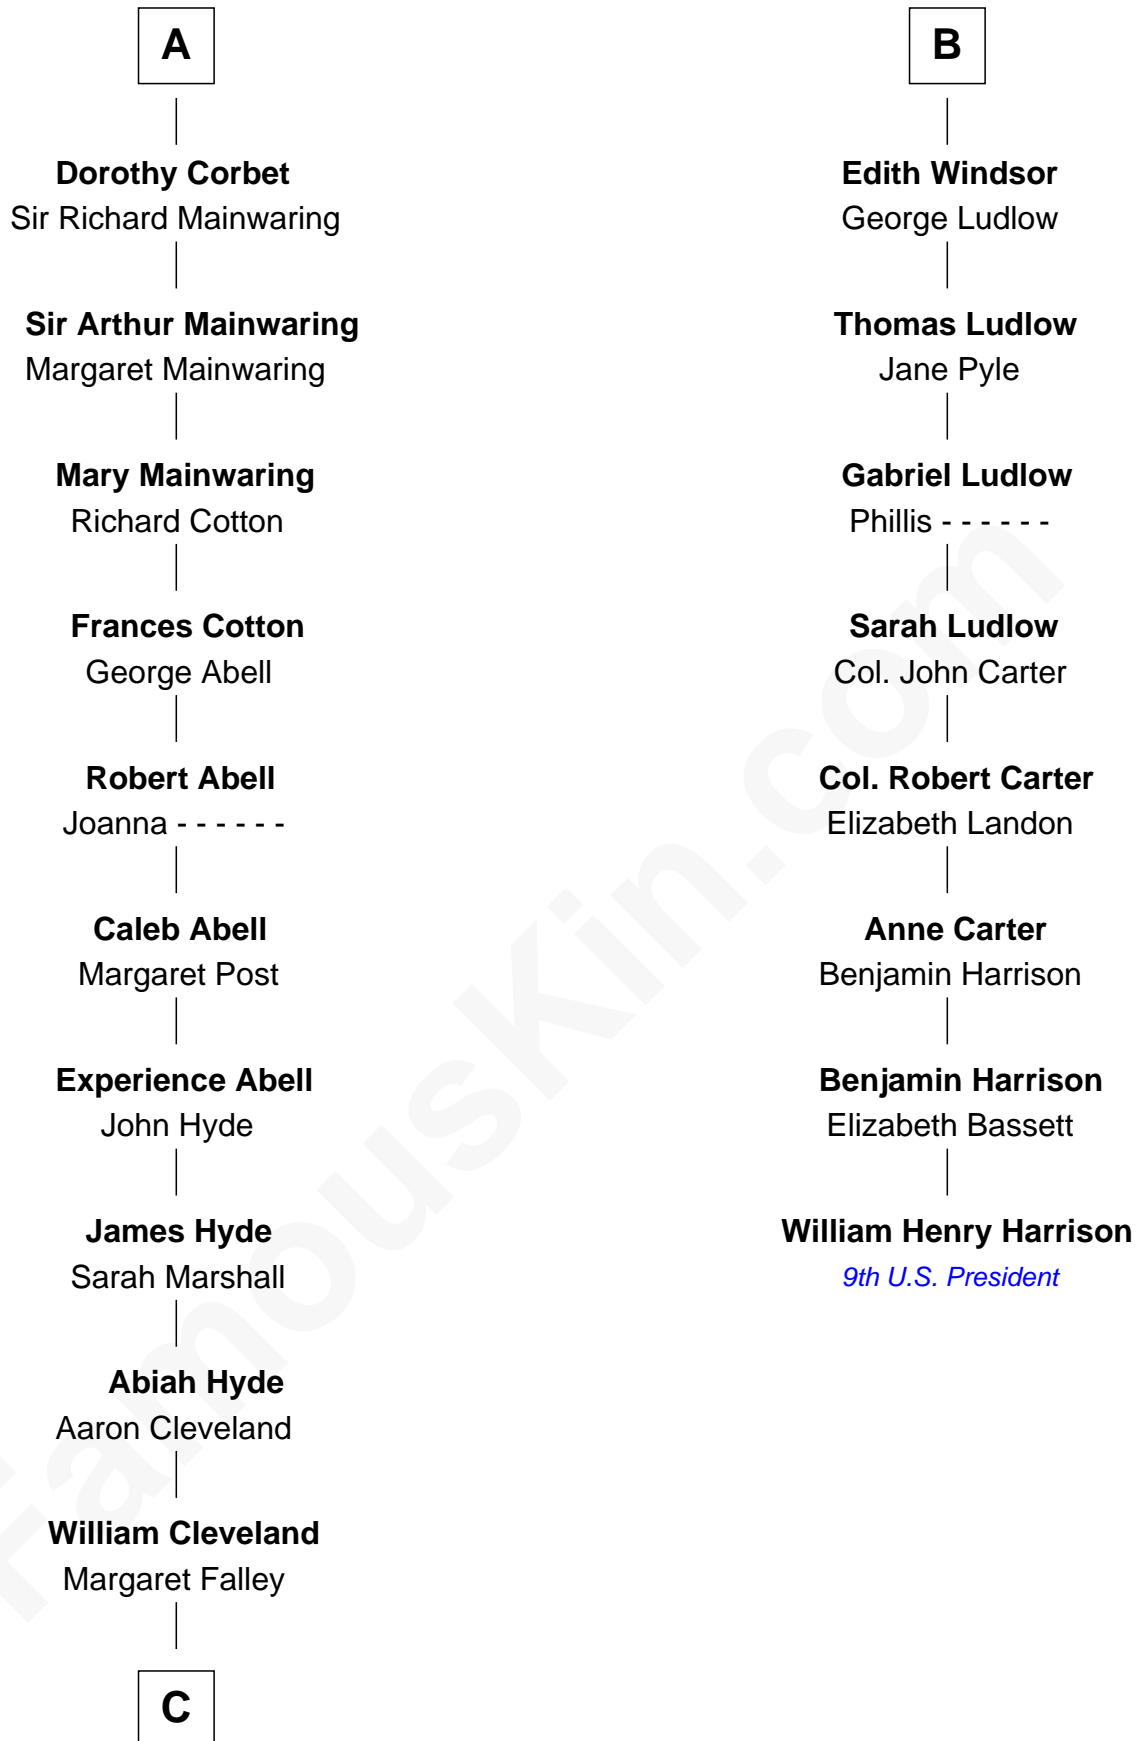 A
Dorothy Corbet
Sir Richard Mainwaring
Sir Arthur Mainwaring
Margaret Mainwaring
Mary Mainwaring
Richard Cotton
Frances Cotton
George Abell
Robert Abell
Joanna - - - - - -
Caleb Abell
Margaret Post
Experience Abell
John Hyde
James Hyde
Sarah Marshall
Abiah Hyde
Aaron Cleveland
William Cleveland
Margaret Falley
C
B
Edith Windsor
George Ludlow
Thomas Ludlow
Jane Pyle
Gabriel Ludlow
Phillis - - - - - -
Sarah Ludlow
Col. John Carter
Col. Robert Carter
Elizabeth Landon
Anne Carter
Benjamin Harrison
Benjamin Harrison
Elizabeth Bassett
William Henry Harrison
9th U.S. President
FamousKin.com